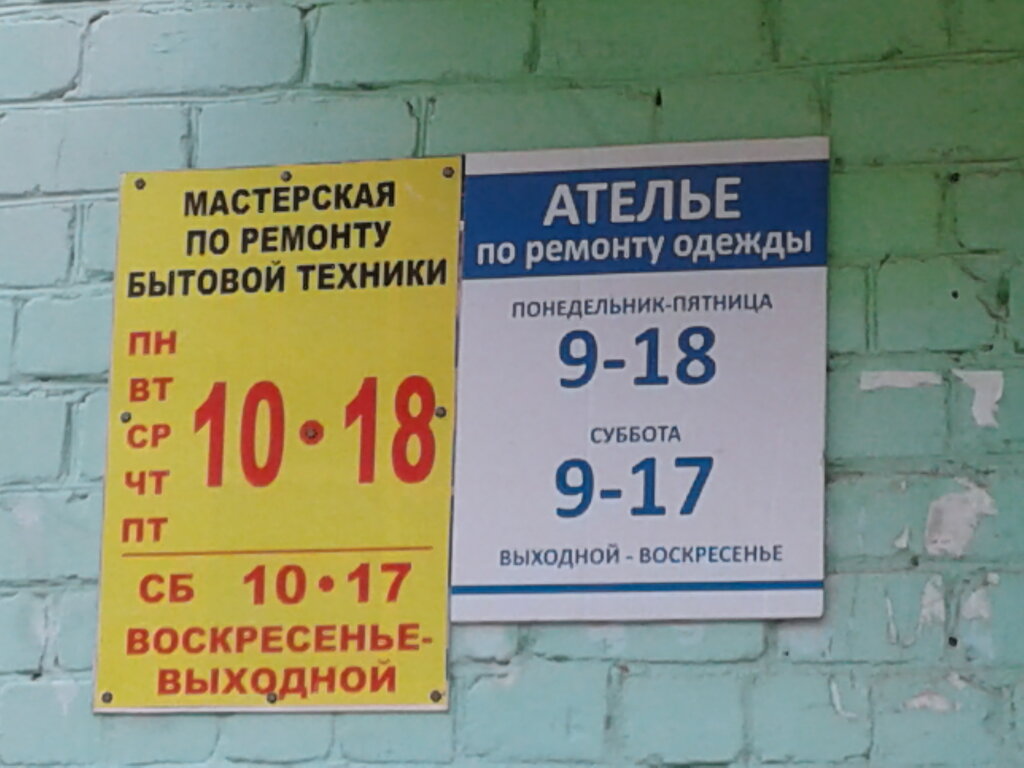 МАСТЕРСКАЯ
ПО РЕМОНТУ
БЫТОВОЙ ТЕХНИКИ
ПН
ВТ
СР
ЧТ
ПТ
10•18
СБ 10•17
ВОСКРЕСЕНЬЕ-
ВЫХОДНОЙ
АТЕЛЬЕ
по ремонту одежды
ПОНЕДЕЛЬНИК-ПЯТНИЦА
9-18
СУББОТА
9-17
ВЫХОДНОЙ - ВОСКРЕСЕНЬЕ